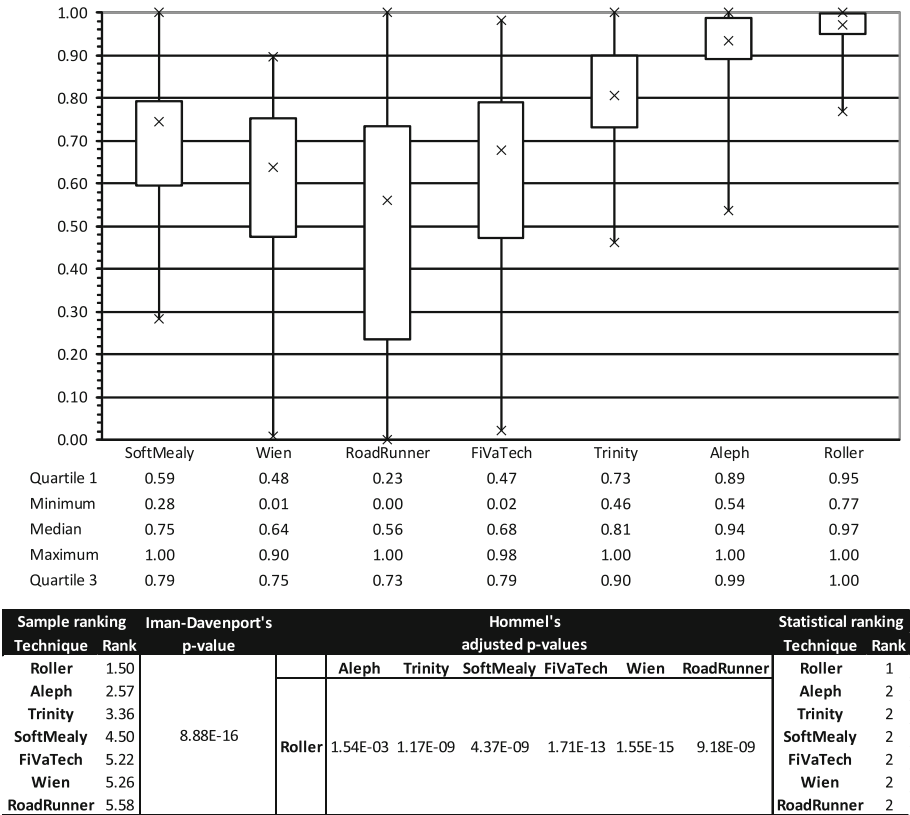 1.00
0.90
0.80
0.70
0.60
0.50
0.40
0.30
0.20
0.10
0.00
SoftMealy Wien RoadRunner FiVaTech Trinity Aleph Roller
Quartile 1 0.59 0.48 0.23 0.47 0.73 0.89 0.95
Minimum 0.28 0.01 0.00 0.02 0.46 0.54 0.77
Median 0.75 0.64 0.56 0.68 0.81 0.94 0.97
Maximum 1.00 0.90 1.00 0.98 1.00 1.00 1.00
Quartile 3 0.79 0.75 0.73 0.79 0.90 0.99 1.00
Sample ranking Iman-Davenport's Hommel's Statistical ranking
Technique Rank p-value adjusted p-values Technique Rank
Roller 1.50 Aleph Trinity SoftMealy FiVaTech Wien RoadRunner Roller 1
Aleph 2.57 Aleph 2
Trinity 3.36 Trinity 2
SoftMealy 4.50 8.88E-16 Roller 1.54E-03 1.17E-09 4.37E-09 1.71E-13 1.55E-15 9.18E-09 SoftMealy 2
FiVaTech 5.22 FiVaTech 2
Wien 5.26 Wien 2
RoadRunner 5.58 RoadRunner 2